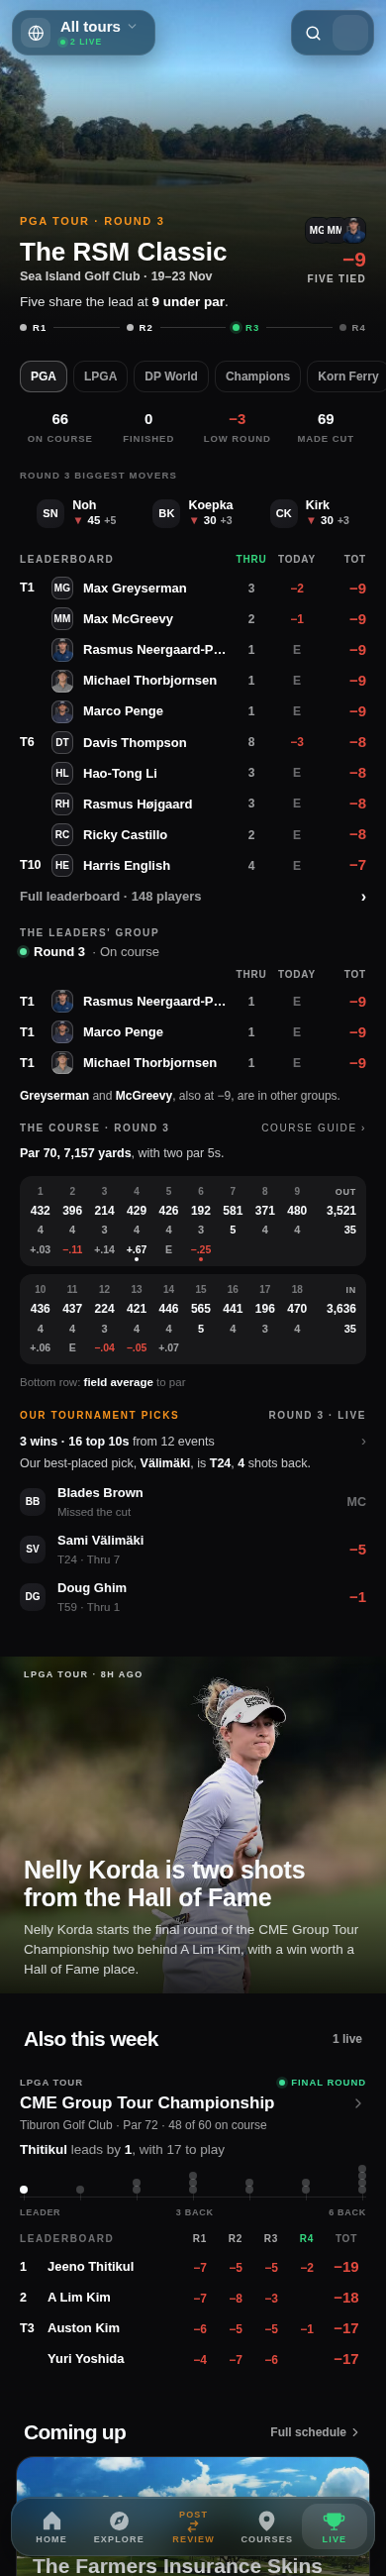 All tours
2 LIVE
PGA TOUR · ROUND 3
MG MM
The RSM Classic
−9
Sea Island Golf Club · 19–23 Nov
FIVE TIED
Five share the lead at 9 under par.
R1 R2 R3 R4
PGA LPGA DP World Champions Korn Ferry
66 0 −3 69
ON COURSE FINISHED LOW ROUND MADE CUT
ROUND 3 BIGGEST MOVERS
SN Noh ▼ 45 +5
BK Koepka ▼ 30 +3
CK Kirk ▼ 30 +3
LEADERBOARD THRU TODAY TOT
T1 MG Max Greyserman 3 −2 −9
MM Max McGreevy 2 −1 −9
Rasmus Neergaard-P… 1 E −9
Michael Thorbjornsen 1 E −9
Marco Penge 1 E −9
T6 DT Davis Thompson 8 −3 −8
HL Hao-Tong Li 3 E −8
RH Rasmus Højgaard 3 E −8
RC Ricky Castillo 2 E −8
T10 HE Harris English 4 E −7
Full leaderboard · 148 players ›
THE LEADERS' GROUP
Round 3 · On course
THRU TODAY TOT
T1 Rasmus Neergaard-P… 1 E −9
T1 Marco Penge 1 E −9
T1 Michael Thorbjornsen 1 E −9
Greyserman and McGreevy, also at −9, are in other groups.
THE COURSE · ROUND 3 COURSE GUIDE ›
Par 70, 7,157 yards, with two par 5s.
1 2 3 4 5 6 7 8 9 OUT
432 396 214 429 426 192 581 371 480 3,521
4 4 3 4 4 3 5 4 4 35
+.03 −.11 +.14 +.67 E −.25
10 11 12 13 14 15 16 17 18 IN
436 437 224 421 446 565 441 196 470 3,636
4 4 3 4 4 5 4 3 4 35
+.06 E −.04 −.05 +.07
Bottom row: field average to par
OUR TOURNAMENT PICKS ROUND 3 · LIVE
3 wins · 16 top 10s from 12 events ›
Our best-placed pick, Välimäki, is T24, 4 shots back.
BB Blades Brown MC
Missed the cut
SV Sami Välimäki −5
T24 · Thru 7
DG Doug Ghim −1
T59 · Thru 1
LPGA TOUR · 8H AGO
Goldman Sachs
Nelly Korda is two shots
from the Hall of Fame
Nelly Korda starts the final round of the CME Group Tour
Championship two behind A Lim Kim, with a win worth a
Hall of Fame place.
Also this week 1 live
LPGA TOUR FINAL ROUND
CME Group Tour Championship
Tiburon Golf Club · Par 72 · 48 of 60 on course
Thitikul leads by 1, with 17 to play
LEADER 3 BACK 6 BACK
LEADERBOARD R1 R2 R3 R4 TOT
1 Jeeno Thitikul −7 −5 −5 −2 −19
2 A Lim Kim −7 −8 −3 −18
T3 Auston Kim −6 −5 −5 −1 −17
Yuri Yoshida −4 −7 −6 −17
Coming up Full schedule
HOME EXPLORE POST REVIEW COURSES LIVE
The Farmers Insurance Skins